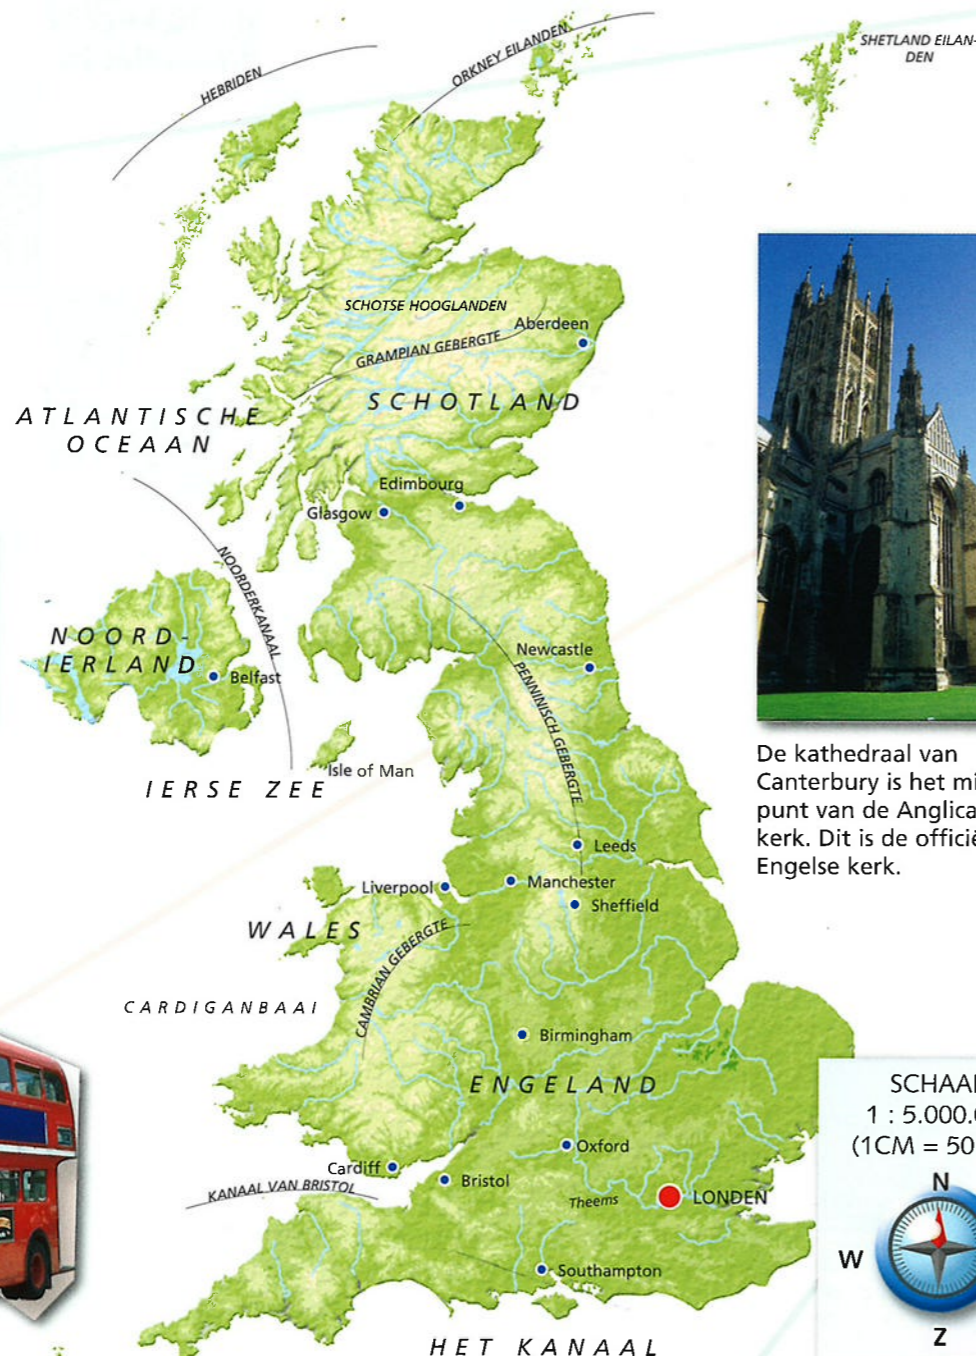 HEBRIDEN
ORKNEY EILANDEN
SHETLAND EILAN-
DEN
SCHOTSE HOOGLANDEN
Aberdeen
GRAMPIAN GEBERGTE
SCHOTLAND
ATLANTISCHE
OCEAAN
Edimbourg
Glasgow
NOORDERKANAAL
NOORD-
IERLAND
Belfast
Newcastle
PENNINISCH GEBERGTE
Isle of Man
IERSE ZEE
De kathedraal van
Canterbury is het mi
punt van de Anglica
kerk. Dit is de offici
Engelse kerk.
Leeds
Manchester
Liverpool
Sheffield
WALES
CAMBRIAN GEBERGTE
CARDIGANBAAI
Birmingham
ENGELAND
SCHAAL
1 : 5.000.0
(1CM = 50
Oxford
Cardiff
Bristol
KANAAL VAN BRISTOL
Theems
LONDEN
N
W
Z
Southampton
HET KANAAL